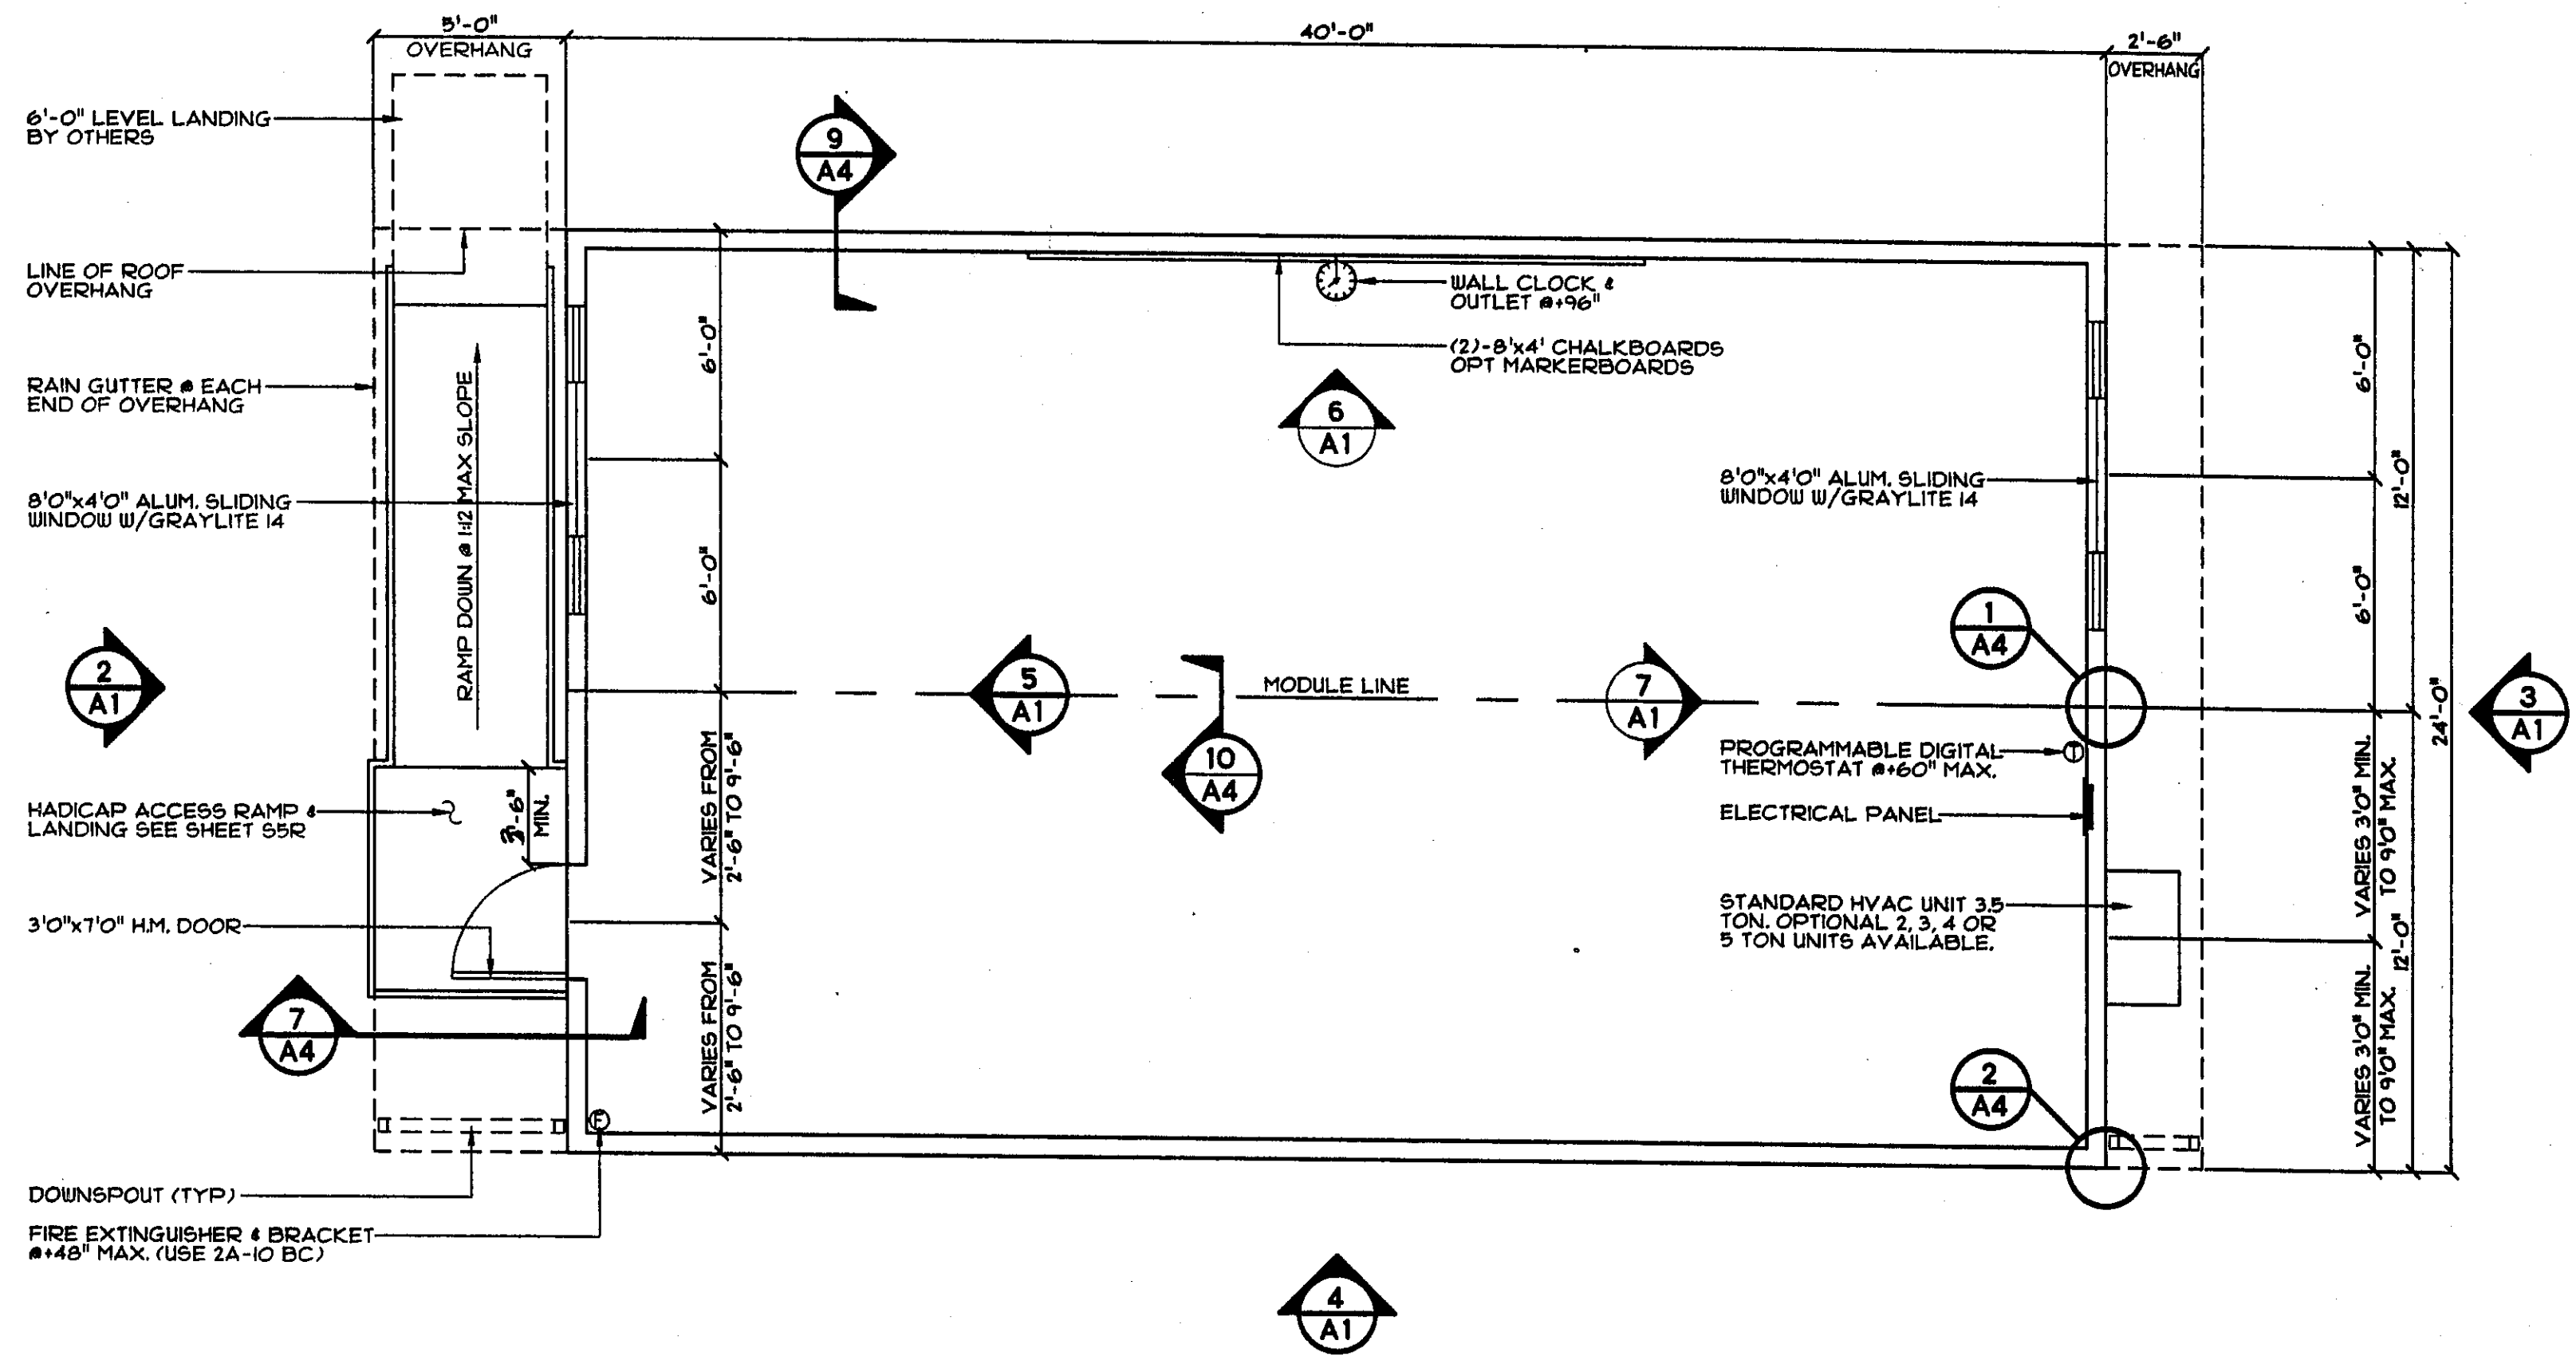 5'-0"
OVERHANG
40'-0"
2'-6"
OVERHANG
6'-0" LEVEL LANDING
BY OTHERS
9
A4
LINE OF ROOF
OVERHANG
WALL CLOCK &
OUTLET @+96"
(2)-8'x4' CHALKBOARDS
OPT MARKERBOARDS
RAIN GUTTER @ EACH
END OF OVERHANG
RAMP DOWN @ 1:12 MAX SLOPE
6'-0"
6'-0"
6
A1
8'0"x4'0" ALUM. SLIDING
WINDOW W/GRAYLITE 14
8'0"x4'0" ALUM. SLIDING
WINDOW W/GRAYLITE 14
6'-0"
6'-0"
12'-0"
24'-0"
1
A4
2
A1
5
A1
MODULE LINE
7
A1
3
A1
10
A4
PROGRAMMABLE DIGITAL
THERMOSTAT @+60" MAX.
T
ELECTRICAL PANEL
HADICAP ACCESS RAMP &
LANDING SEE SHEET S5R
3'-6"
MIN.
VARIES FROM
2'-6" TO 9'-6"
VARIES 3'0" MIN.
TO 9'0" MAX.
12'-0"
STANDARD HVAC UNIT 3.5
TON. OPTIONAL 2, 3, 4 OR
5 TON UNITS AVAILABLE.
3'0"x7'0" H.M. DOOR
VARIES FROM
2'-6" TO 9'-6"
VARIES 3'0" MIN.
TO 9'0" MAX.
7
A4
2
A4
F
DOWNSPOUT (TYP)
FIRE EXTINGUISHER & BRACKET
@+48" MAX. (USE 2A-10 BC)
4
A1